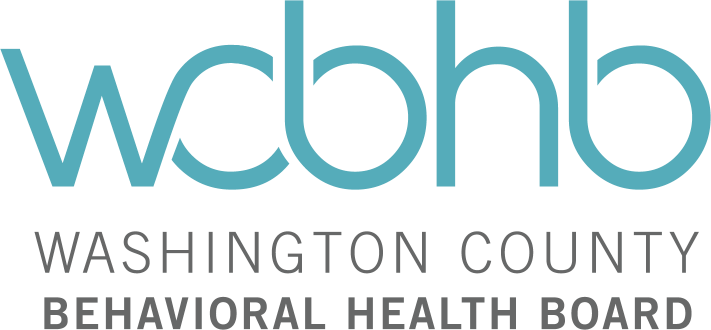 wcbhb
WASHINGTON COUNTY
BEHAVIORAL HEALTH BOARD